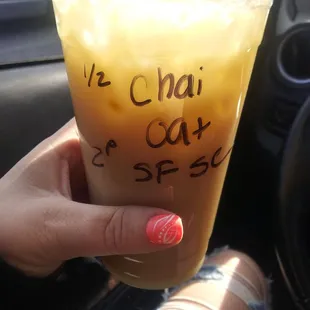 1/2 Chai
Oat
2P SF SC